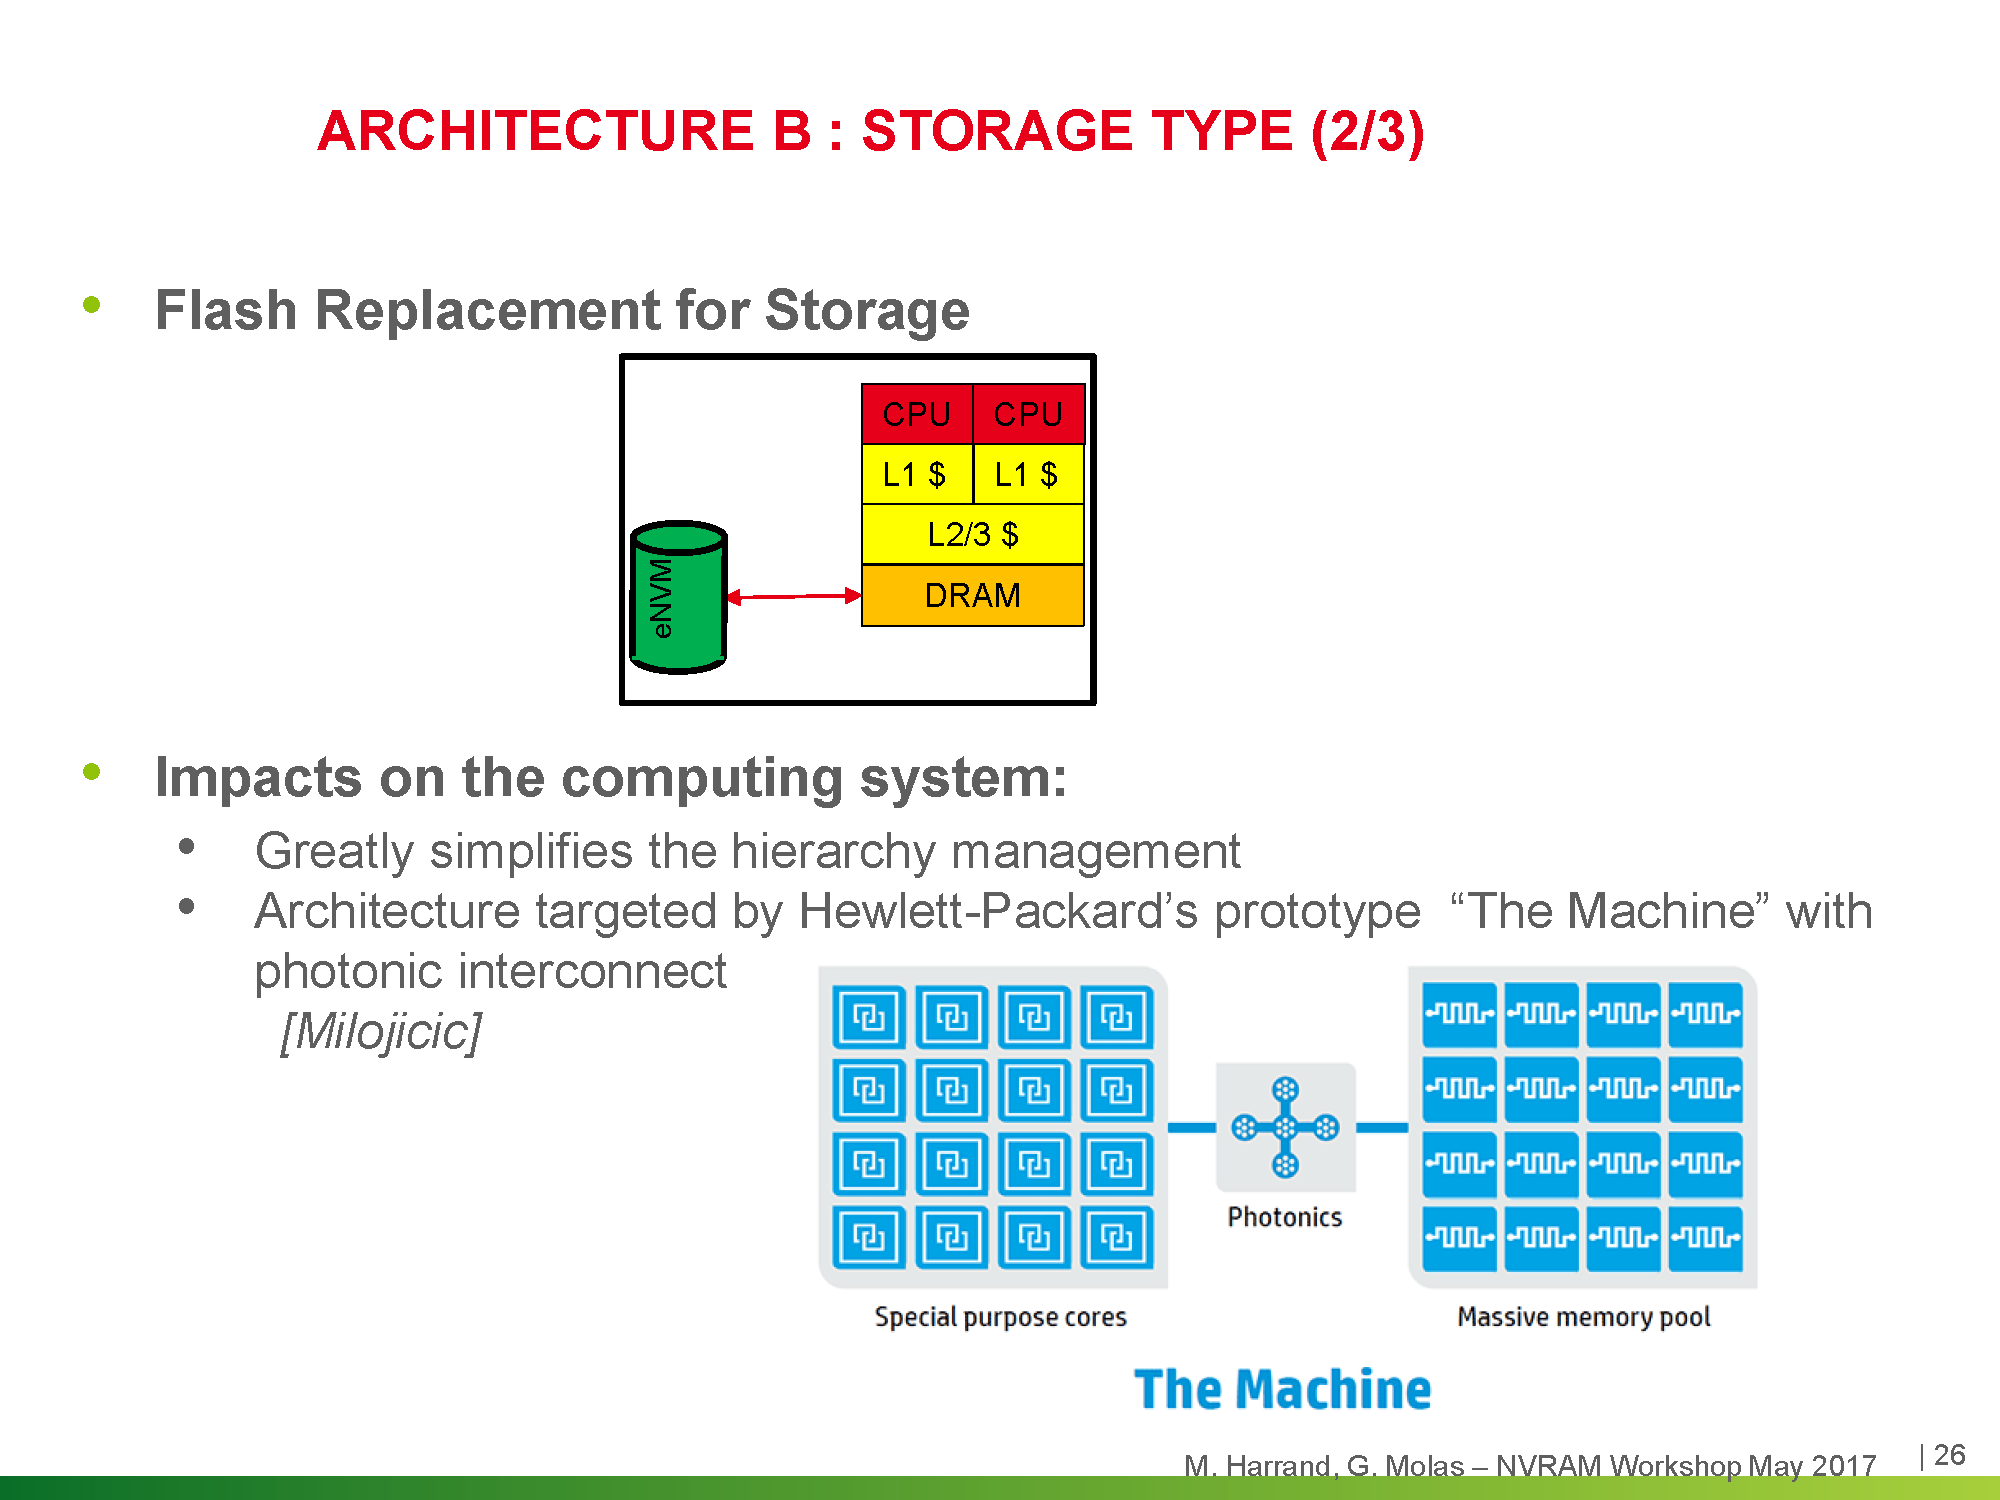 ARCHITECTURE B : STORAGE TYPE (2/3)
• Flash Replacement for Storage
CPU CPU
L1 $ L1 $
L2/3 $
DRAM
eNVM
• Impacts on the computing system:
• Greatly simplifies the hierarchy management
• Architecture targeted by Hewlett-Packard’s prototype “The Machine” with
photonic interconnect
[Milojicic]
Photonics
Special purpose cores
Massive memory pool
The Machine
M. Harrand, G. Molas – NVRAM Workshop May 2017
| 26